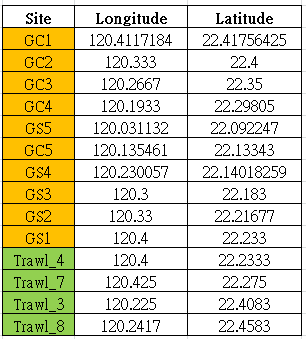 Site Longitude Latitude
GC1 120.4117184 22.41756425
GC2 120.333 22.4
GC3 120.2667 22.35
GC4 120.1933 22.29805
GS5 120.031132 22.092247
GC5 120.135461 22.13343
GS4 120.230057 22.14018259
GS3 120.3 22.183
GS2 120.33 22.21677
GS1 120.4 22.233
Trawl_4 120.4 22.2333
Trawl_7 120.425 22.275
Trawl_3 120.225 22.4083
Trawl_8 120.2417 22.4583